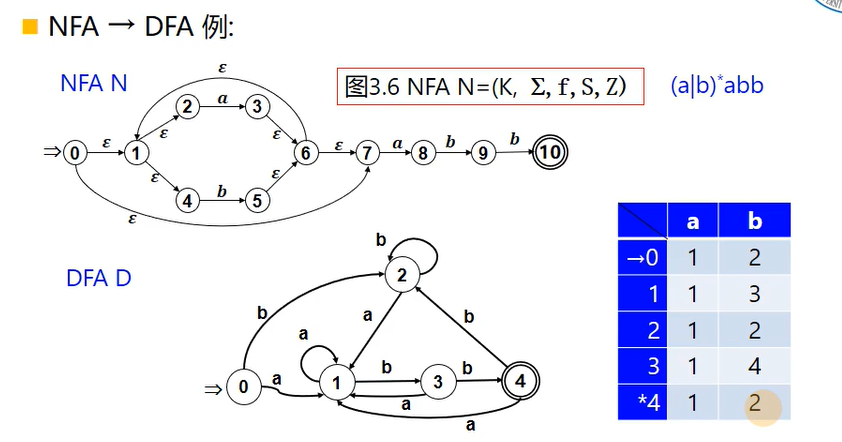 NFA → DFA 例:
NFA N
图3.6 NFA N=(K, Σ, f, S, Z)
(a|b)*abb
ε
2 a 3
ε ε
⇒ 0 ε 1 6 ε 7 a 8 b 9 b 10
ε ε
4 b 5
ε
DFA D
b
2
b a b
a
⇒ 0 a 1 b 3 b 4
a
a
a b
→0 1 2
1 1 3
2 1 2
3 1 4
*4 1 2